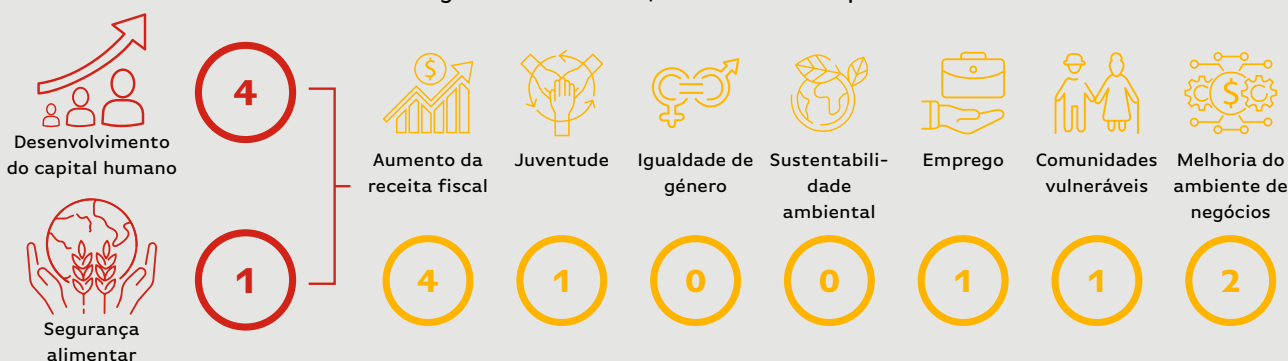 4
Desenvolvimento
do capital humano
1
Segurança
alimentar
$
Aumento da
receita fiscal
4
Juventude
1
Igualdade de
género
0
Sustentabili-
dade
ambiental
0
Emprego
1
Comunidades
vulneráveis
1
$
Melhoria do
ambiente de
negócios
2